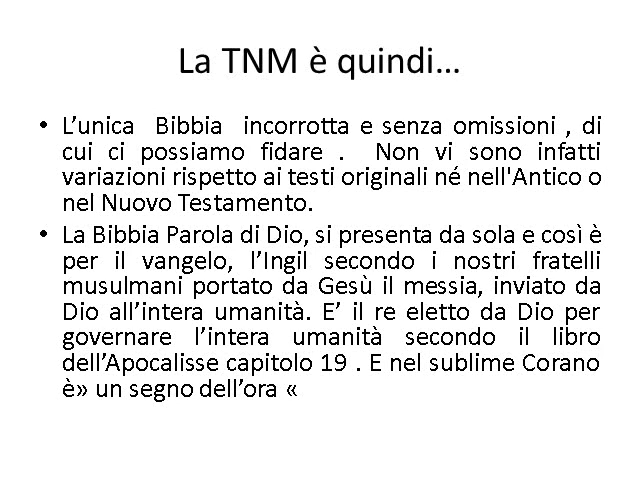 La TNM è quindi…
• L’unica Bibbia incorrotta e senza omissioni , di
cui ci possiamo fidare . Non vi sono infatti
variazioni rispetto ai testi originali né nell'Antico o
nel Nuovo Testamento.
• La Bibbia Parola di Dio, si presenta da sola e così è
per il vangelo, l’Ingil secondo i nostri fratelli
musulmani portato da Gesù il messia, inviato da
Dio all’intera umanità. E’ il re eletto da Dio per
governare l’intera umanità secondo il libro
dell’Apocalisse capitolo 19 . E nel sublime Corano
è» un segno dell’ora «